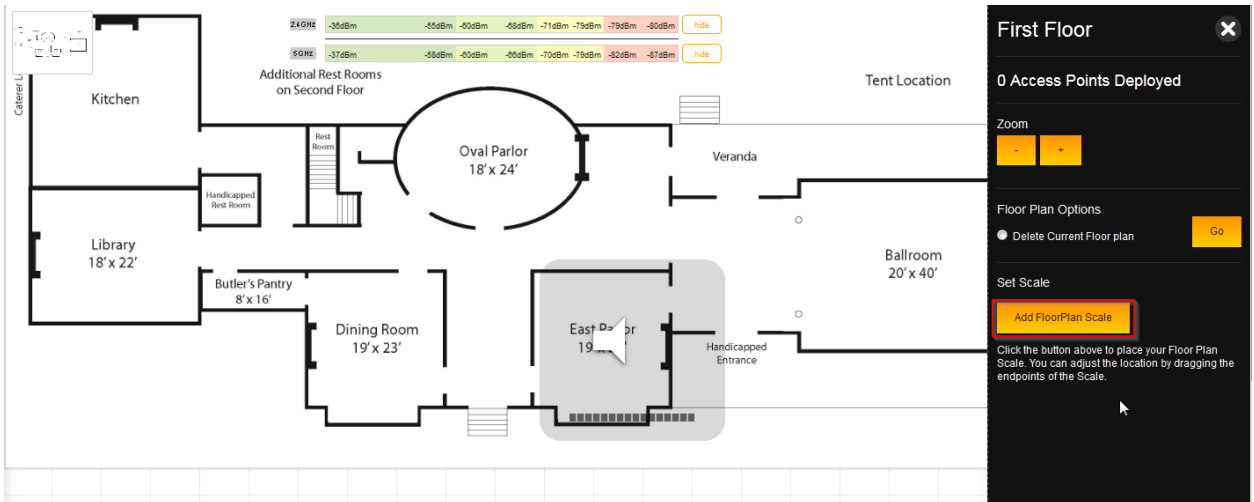 2.4GHz -36dBm -55dBm -60dBm -68dBm -71dBm -79dBm -79dBm -80dBm hide
5GHz -37dBm -58dBm -60dBm -66dBm -70dBm -79dBm -82dBm -87dBm hide
Additional Rest Rooms
on Second Floor
Tent Location
Kitchen
Rest
Room
Oval Parlor
18' x 24'
Veranda
Handicapped
Rest Room
Library
18' x 22'
Ballroom
20' x 40'
Butler's Pantry
8' x 16'
Dining Room
19' x 23'
East
Handicapped
Entrance
First Floor
0 Access Points Deployed
Zoom
- +
Floor Plan Options
Delete Current Floor plan
Go
Set Scale
Add FloorPlan Scale
Click the button above to place your Floor Plan
Scale. You can adjust the location by dragging the
endpoints of the Scale.